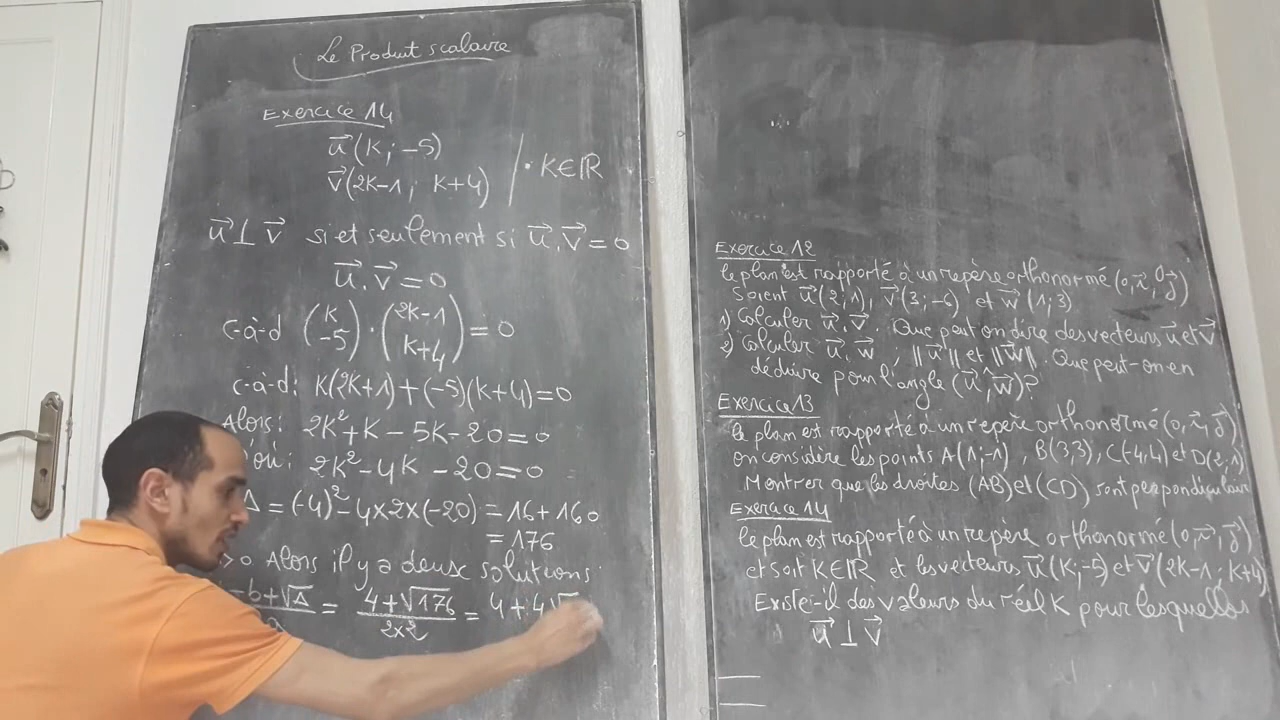 Le Produit scalaire
Exercice 14
u⃗(K; -5)
v⃗(2K-1; K+4) / · K∈ℝ
u⃗ ⊥ v⃗ si et seulement si u⃗.v⃗ = 0
u⃗.v⃗ = 0
c-à-d (K -5) · (2K-1 K+4) = 0
c-à-d: K(2K+1)+(-5)(K+4)=0
Alors: 2K²+K-5K-20=0
où: 2K²-4K-20=0
Δ = (-4)²-4x2x(-20) = 16+160
= 176
>0 Alors il y a deux solutions
-b+√Δ = 4+√176 / 2x2 = 4+4√
Exercice 12
le plan est rapporté à un repère orthonormé (0, i⃗, j⃗)
Soient u⃗(2;1), v⃗(3;-6) et w⃗(1;3)
1) Calculer u⃗.v⃗. Que peut on dire des vecteurs u⃗ et v⃗
2) Calculer u⃗.w⃗, ||u⃗|| et ||w⃗||. Que peut-on en
déduire pour l'angle (u⃗,w⃗)?
Exercice 13
le plan est rapporté à un repère orthonormé (0, i⃗, j⃗)
on considère les points A(1;-1), B(3,3), C(-4,4) et D(2;1)
Montrer que les droites (AB) et (CD) sont perpendiculaire
Exercice 14
le plan est rapporté à un repère orthonormé (0, i⃗, j⃗)
et soit K∈ℝ et les vecteurs u⃗(K;-5) et v⃗(2K-1; K+4)
Existe-il des valeurs du réel K pour lesquelles
u⃗ ⊥ v⃗